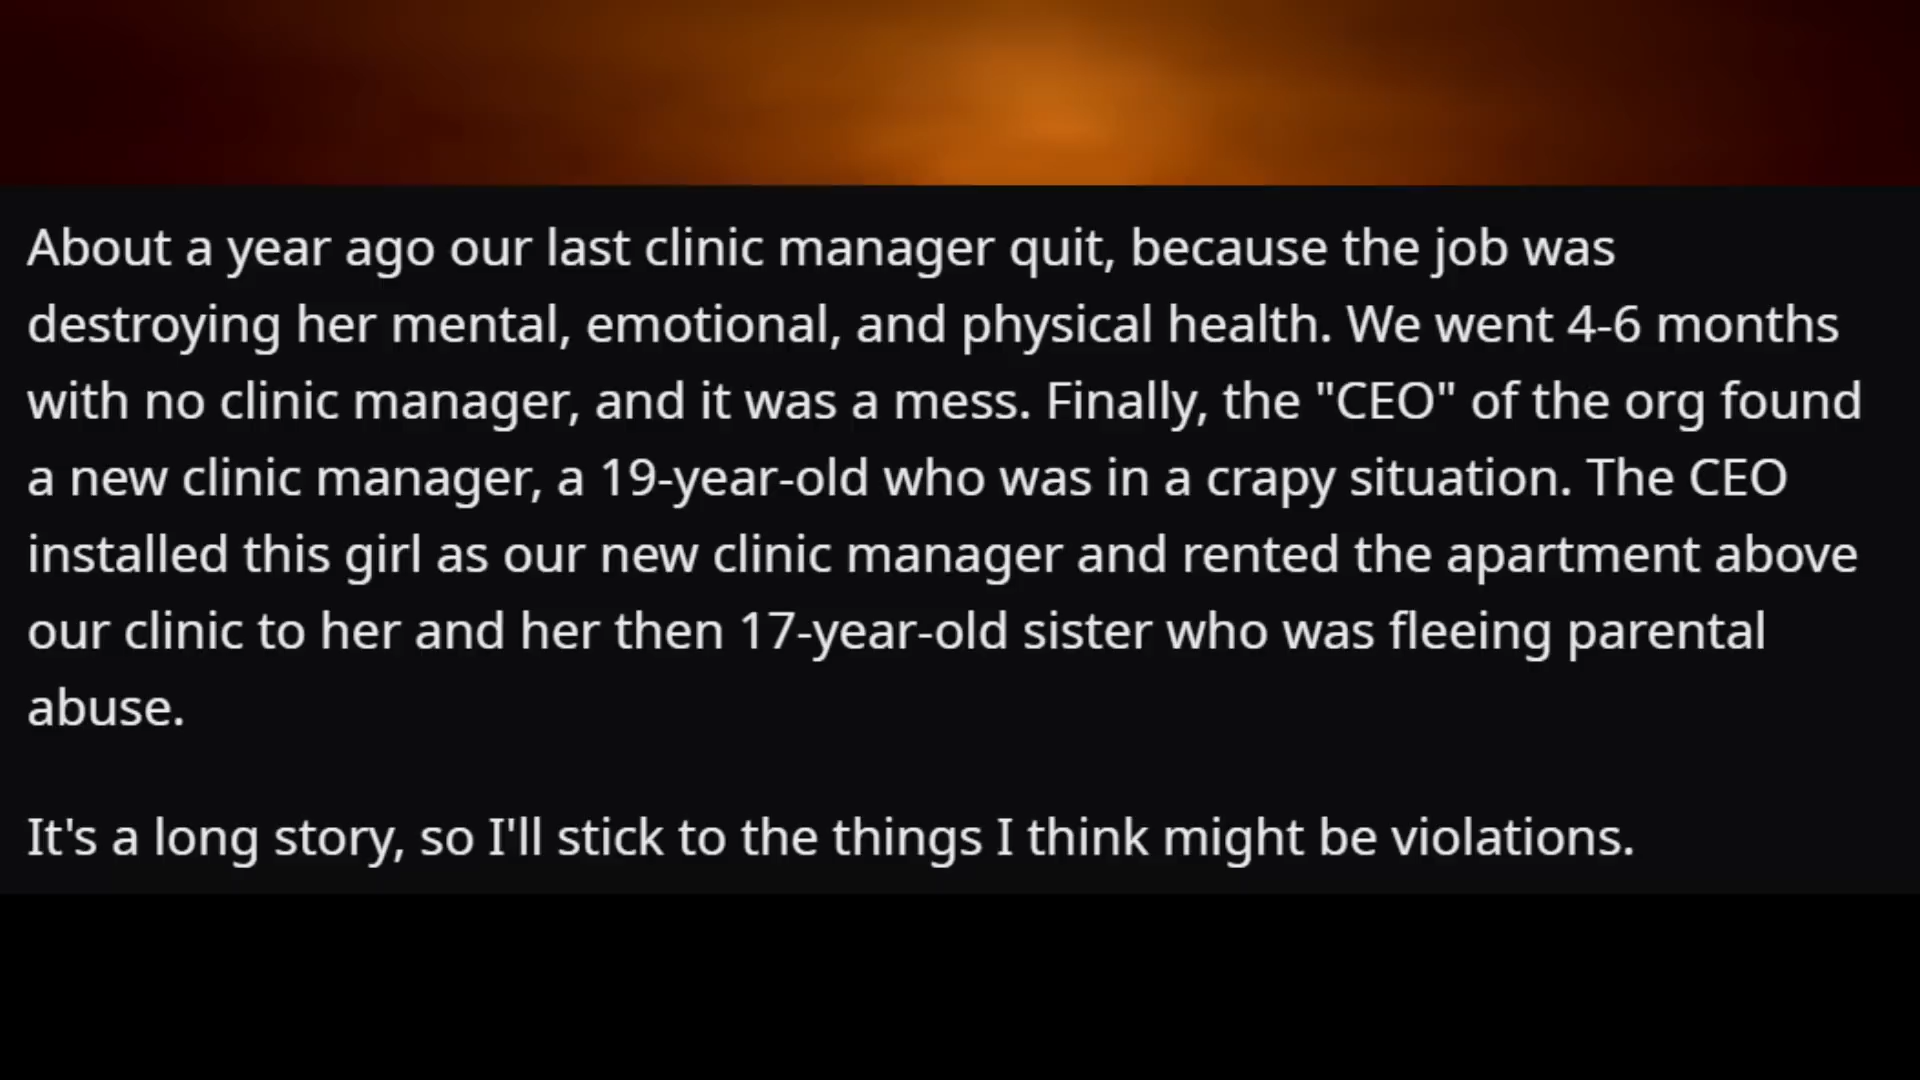 About a year ago our last clinic manager quit, because the job was
destroying her mental, emotional, and physical health. We went 4-6 months
with no clinic manager, and it was a mess. Finally, the "CEO" of the org found
a new clinic manager, a 19-year-old who was in a crapy situation. The CEO
installed this girl as our new clinic manager and rented the apartment above
our clinic to her and her then 17-year-old sister who was fleeing parental
abuse.
It's a long story, so I'll stick to the things I think might be violations.